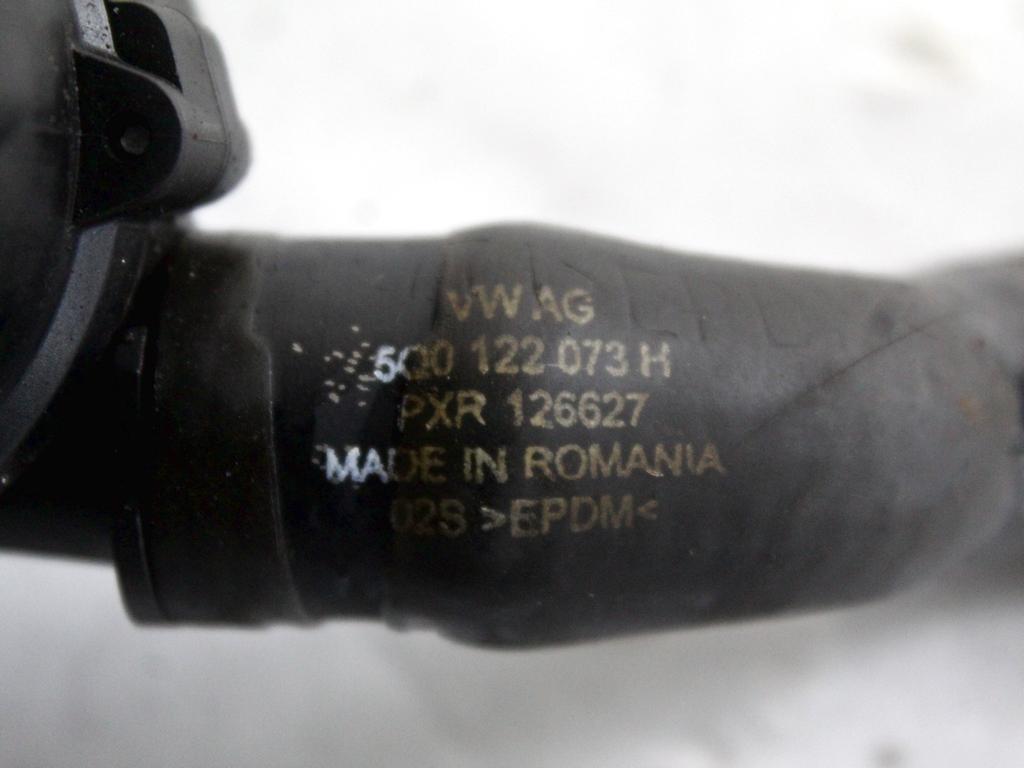 VW AG
5Q0 122 073 H
PXR 126627
MADE IN ROMANIA
02S >EPDM<